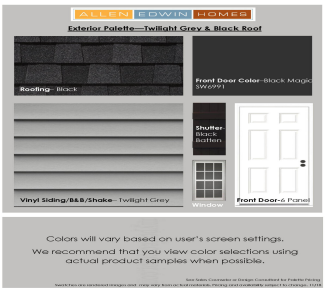 ALLEN EDWIN HOMES
Exterior Palette—Twilight Grey & Black Roof
Roofing– Black
Front Door Color–Black Magic
SW6991
Shutter–
Black
Batten
Vinyl Siding/B&B/Shake– Twilight Grey
Window
Front Door-6 Panel
Colors will vary based on user's screen settings.
We recommend that you view color selections using
actual product samples when possible.